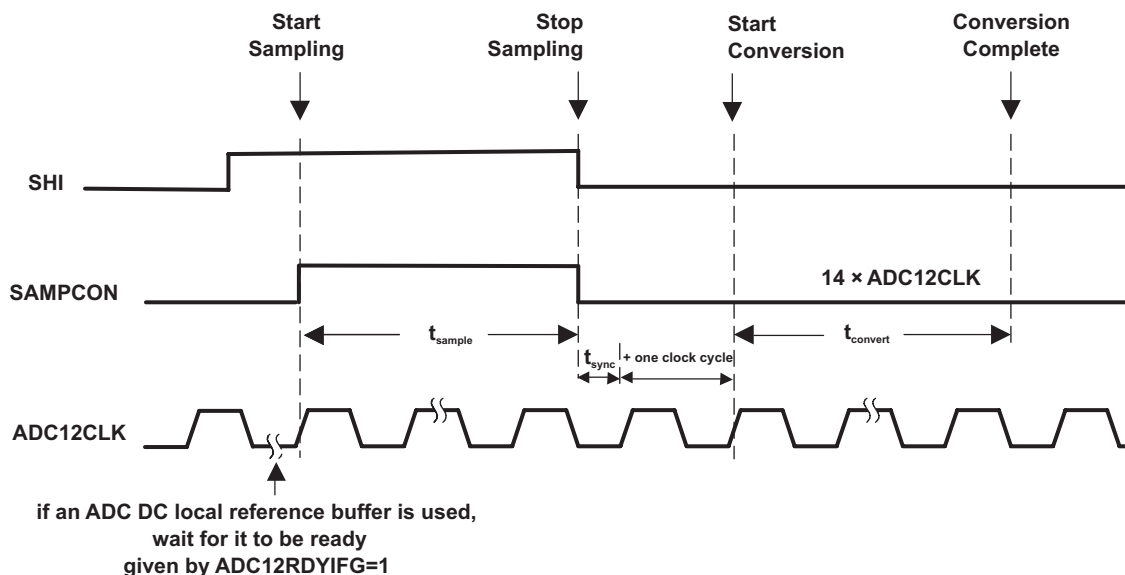 Start
Sampling
Stop
Sampling
Start
Conversion
Conversion
Complete
SHI
SAMPCON
14 × ADC12CLK
tsample
tsync
+ one clock cycle
tconvert
ADC12CLK
if an ADC DC local reference buffer is used,
wait for it to be ready
given by ADC12RDYIFG=1